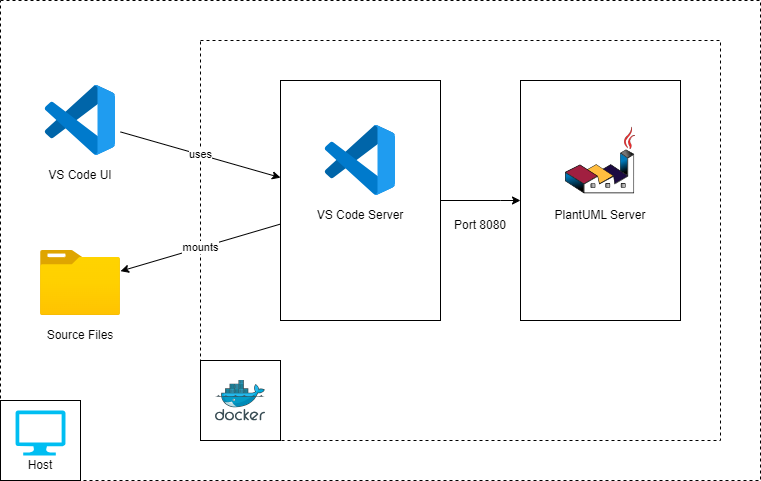 VS Code UI
uses
VS Code Server
Port 8080
PlantUML Server
mounts
Source Files
docker
Host